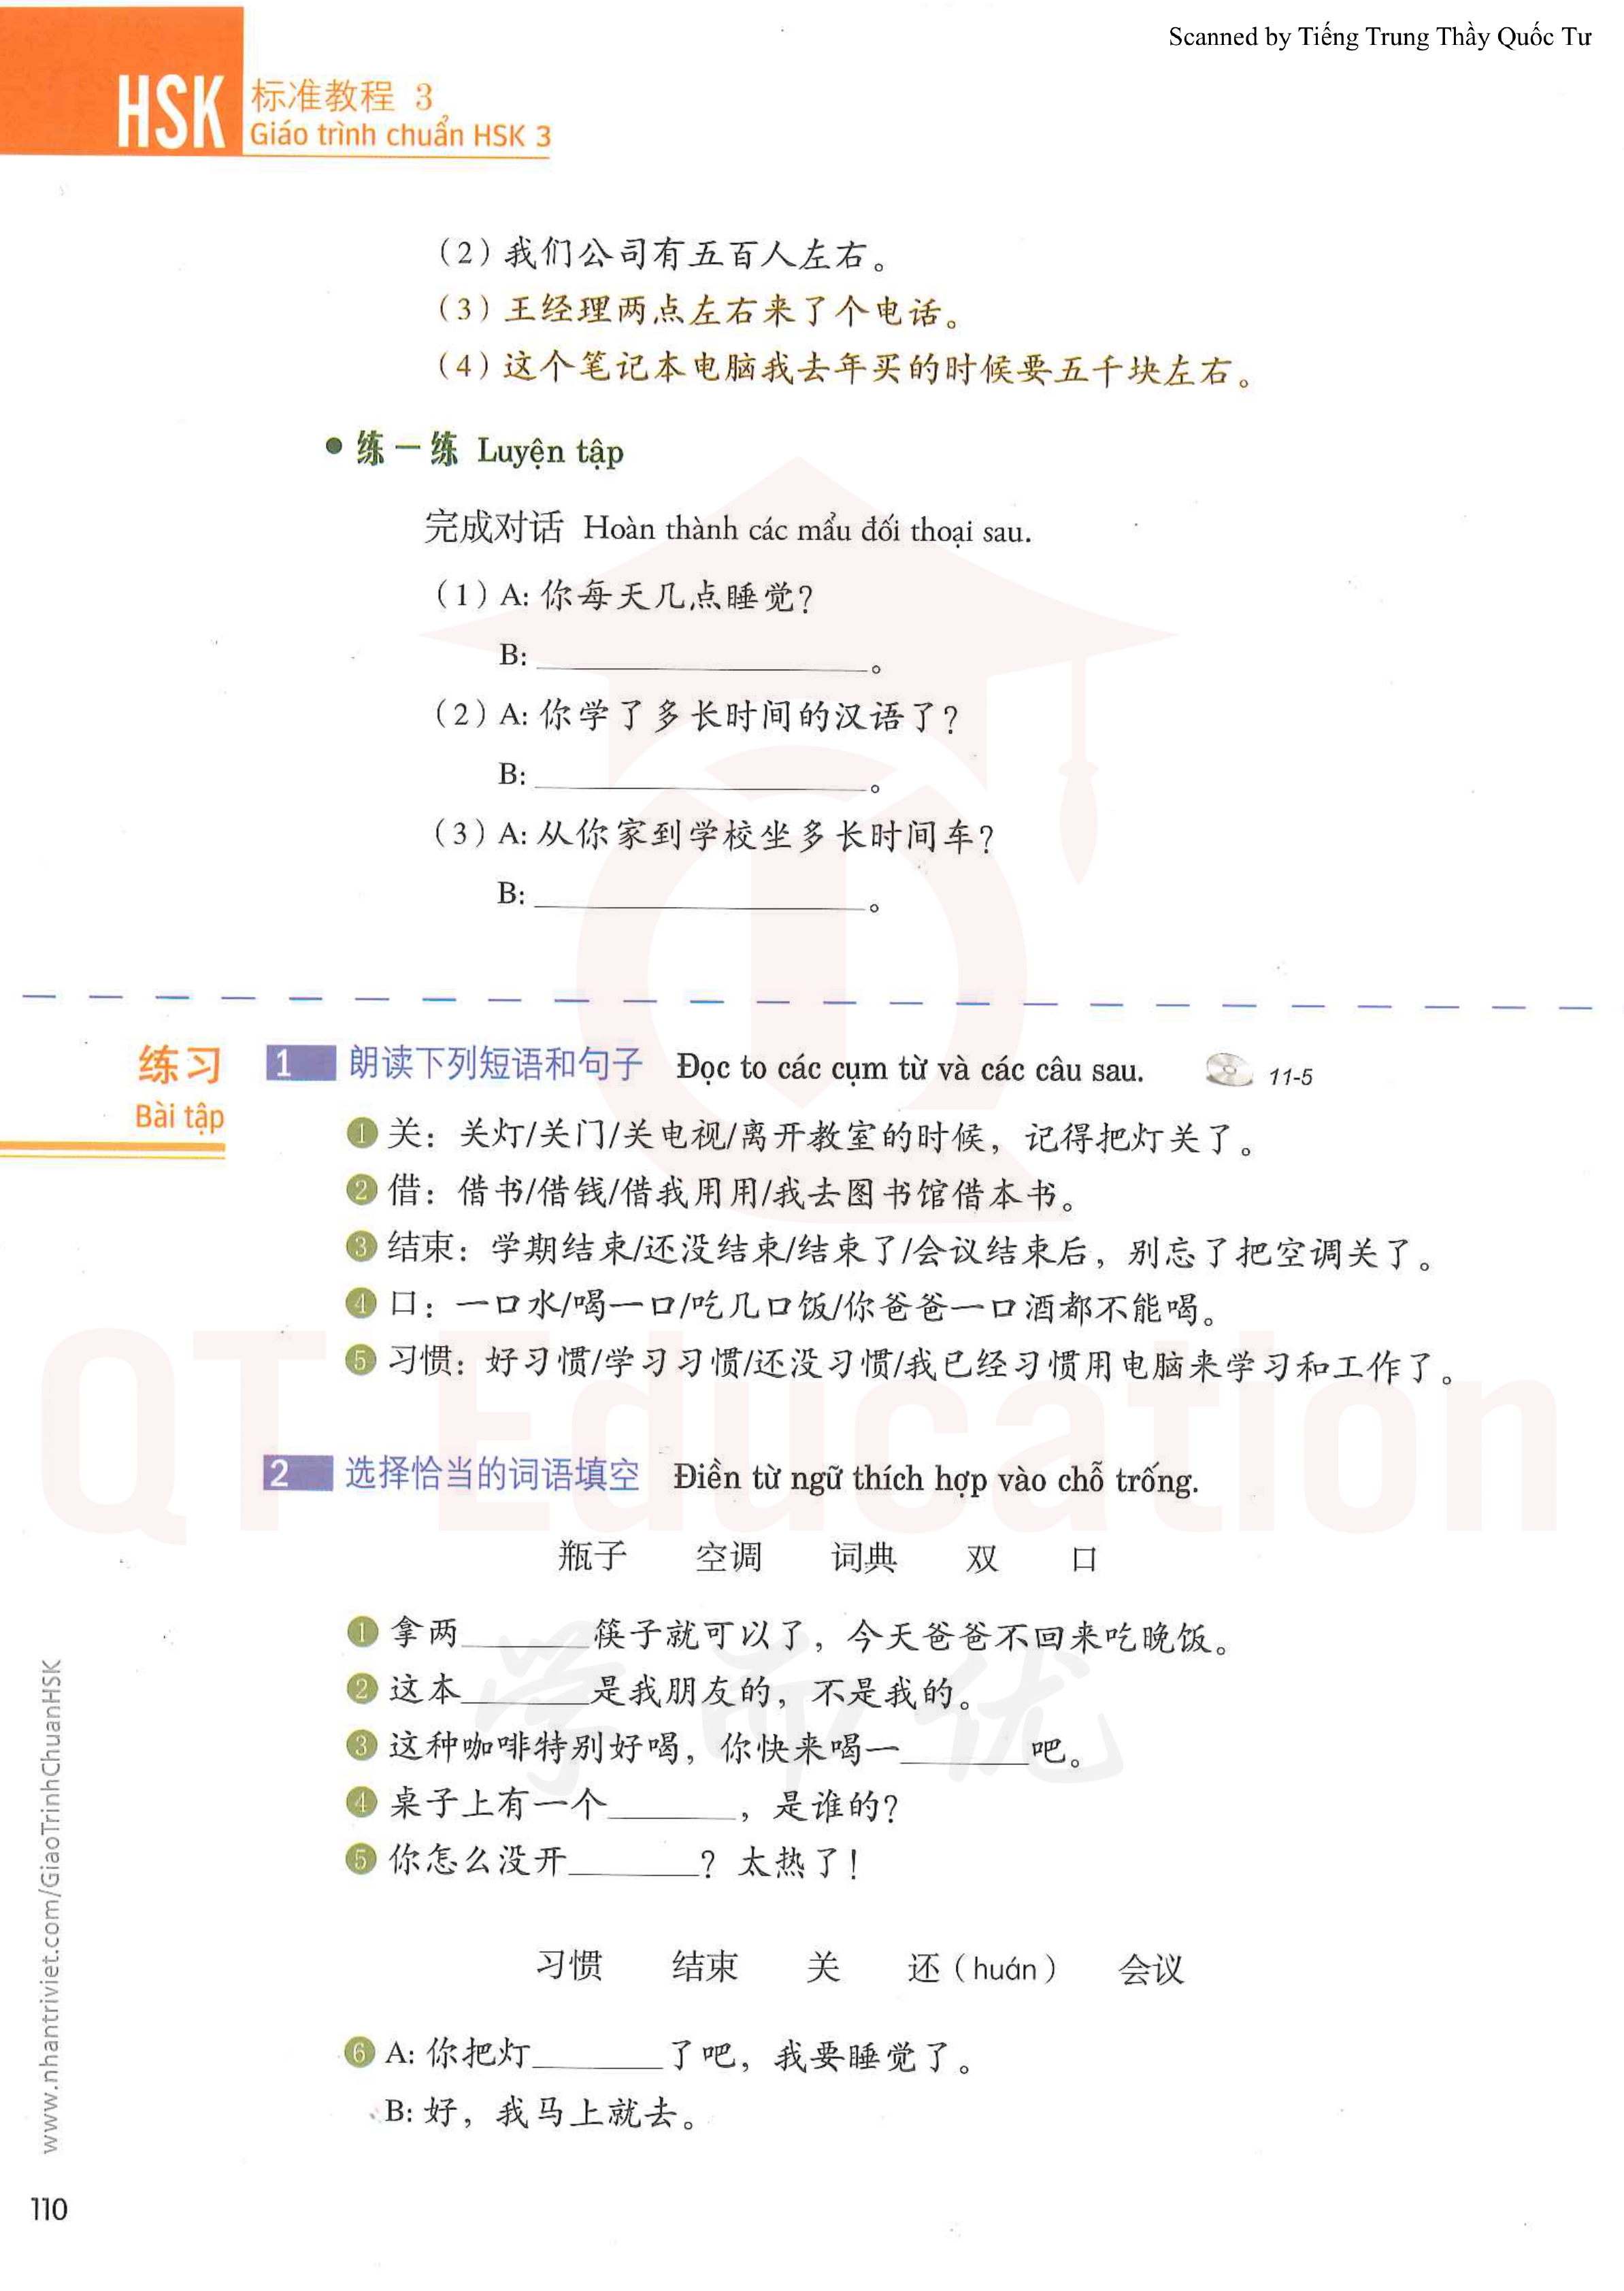 Scanned by Tiếng Trung Thầy Quốc Tư
HSK
标准教程 3
Giáo trình chuẩn HSK 3
(2) 我们公司有五百人左右。
(3) 王经理两点左右来了个电话。
(4) 这个笔记本电脑我去年买的时候要五千块左右。
• 练一练 Luyện tập
完成对话 Hoàn thành các mẩu đối thoại sau.
(1) A: 你每天几点睡觉?
B: ____________________。
(2) A: 你学了多长时间的汉语了?
B: ____________________。
(3) A: 从你家到学校坐多长时间车?
B: ____________________。
练习
Bài tập
1 朗读下列短语和句子 Đọc to các cụm từ và các câu sau. 11-5
1 关: 关灯/关门/关电视/离开教室的时候, 记得把灯关了。
2 借: 借书/借钱/借我用用/我去图书馆借本书。
3 结束: 学期结束/还没结束/结束了/会议结束后, 别忘了把空调关了。
4 口: 一口水/喝一口/吃几口饭/你爸爸一口酒都不能喝。
5 习惯: 好习惯/学习习惯/还没习惯/我已经习惯用电脑来学习和工作了。
QT Education
2 选择恰当的词语填空 Điền từ ngữ thích hợp vào chỗ trống.
瓶子 空调 词典 双 口
1 拿两________筷子就可以了, 今天爸爸不回来吃晚饭。
2 这本________是我朋友的, 不是我的。
3 这种咖啡特别好喝, 你快来喝一________吧。
4 桌子上有一个________, 是谁的?
5 你怎么没开________? 太热了!
习惯 结束 关 还 (huán) 会议
6 A: 你把灯________了吧, 我要睡觉了。
B: 好, 我马上就去。
www.nhantriviet.com/GiaoTrinhChuanHSK
110